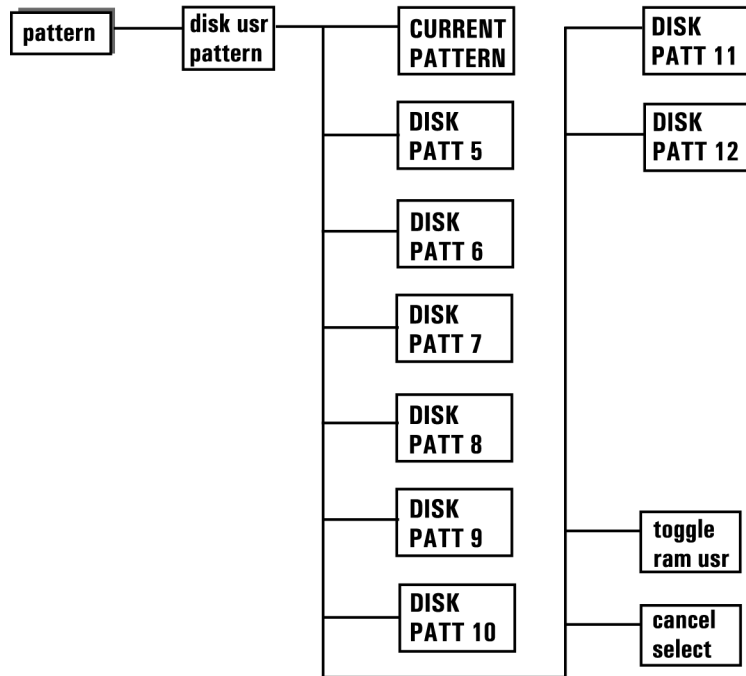 pattern
disk usr
pattern
CURRENT
PATTERN
DISK
PATT 5
DISK
PATT 6
DISK
PATT 7
DISK
PATT 8
DISK
PATT 9
DISK
PATT 10
DISK
PATT 11
DISK
PATT 12
toggle
ram usr
cancel
select